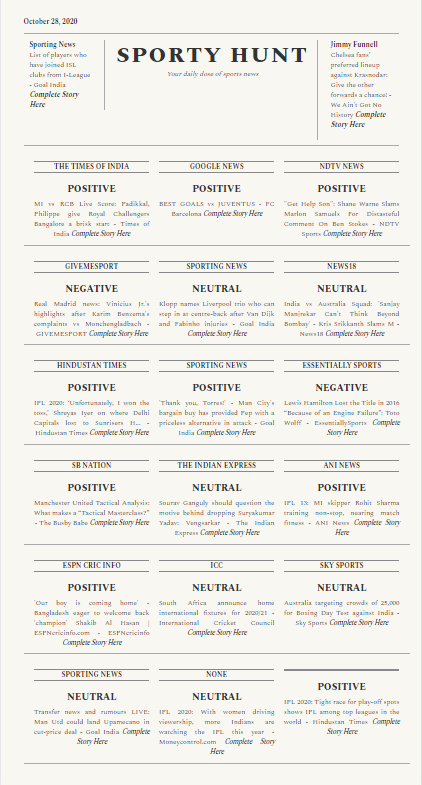 October 28, 2020
Sporting News
List of players who
have joined ISL
clubs from I-League
- Goal India
Complete Story
Here
SPORTY HUNT
Your daily dose of sports news
Jimmy Funnell
Chelsea fans'
preferred lineup
against Krasnodar:
Give the other
forwards a chance! -
We Ain't Got No
History Complete
Story Here
THE TIMES OF INDIA
POSITIVE
MI vs RCB Live Score: Padikkal,
Philippe give Royal Challengers
Bangalore a brisk start - Times of
India Complete Story Here
GOOGLE NEWS
POSITIVE
BEST GOALS vs JUVENTUS - FC
Barcelona Complete Story Here
NDTV NEWS
POSITIVE
"Get Help Son": Shane Warne Slams
Marlon Samuels For Distasteful
Comment On Ben Stokes - NDTV
Sports Complete Story Here
GIVEMESPORT
NEGATIVE
Real Madrid news: Vinicius Jr.'s
highlights after Karim Benzema's
complaints vs Monchengladbach -
GIVEMESPORT Complete Story Here
SPORTING NEWS
NEUTRAL
Klopp names Liverpool trio who can
step in at centre-back after Van Dijk
and Fabinho injuries - Goal India
Complete Story Here
NEWS18
NEUTRAL
India vs Australia Squad: 'Sanjay
Manjrekar Can't Think Beyond
Bombay' - Kris Srikkanth Slams M -
News18 Complete Story Here
HINDUSTAN TIMES
POSITIVE
IPL 2020: 'Unfortunately, I won the
toss,' Shreyas Iyer on where Delhi
Capitals lost to Sunrisers H... -
Hindustan Times Complete Story Here
SPORTING NEWS
POSITIVE
'Thank you, Torres!' - Man City's
bargain buy has provided Pep with a
priceless alternative in attack - Goal
India Complete Story Here
ESSENTIALLY SPORTS
NEGATIVE
Lewis Hamilton Lost the Title in 2016
"Because of an Engine Failure": Toto
Wolff - EssentiallySports Complete
Story Here
SB NATION
POSITIVE
Manchester United Tactical Analysis:
What makes a "Tactical Masterclass?"
- The Busby Babe Complete Story Here
THE INDIAN EXPRESS
NEUTRAL
Sourav Ganguly should question the
motive behind dropping Suryakumar
Yadav: Vengsarkar - The Indian
Express Complete Story Here
ANI NEWS
POSITIVE
IPL 13: MI skipper Rohit Sharma
training non-stop, nearing match
fitness - ANI News Complete Story
Here
ESPN CRIC INFO
POSITIVE
'Our boy is coming home' -
Bangladesh eager to welcome back
'champion' Shakib Al Hasan |
ESPNcricinfo.com - ESPNcricinfo
Complete Story Here
ICC
NEUTRAL
South Africa announce home
international fixtures for 2020/21 -
International Cricket Council
Complete Story Here
SKY SPORTS
NEUTRAL
Australia targeting crowds of 25,000
for Boxing Day Test against India -
Sky Sports Complete Story Here
SPORTING NEWS
NEUTRAL
Transfer news and rumours LIVE:
Man Utd could land Upamecano in
cut-price deal - Goal India Complete
Story Here
NONE
NEUTRAL
IPL 2020: With women driving
viewership, more Indians are
watching the IPL this year -
Moneycontrol.com Complete Story
Here
POSITIVE
IPL 2020: Tight race for play-off spots
shows IPL among top leagues in the
world - Hindustan Times Complete
Story Here